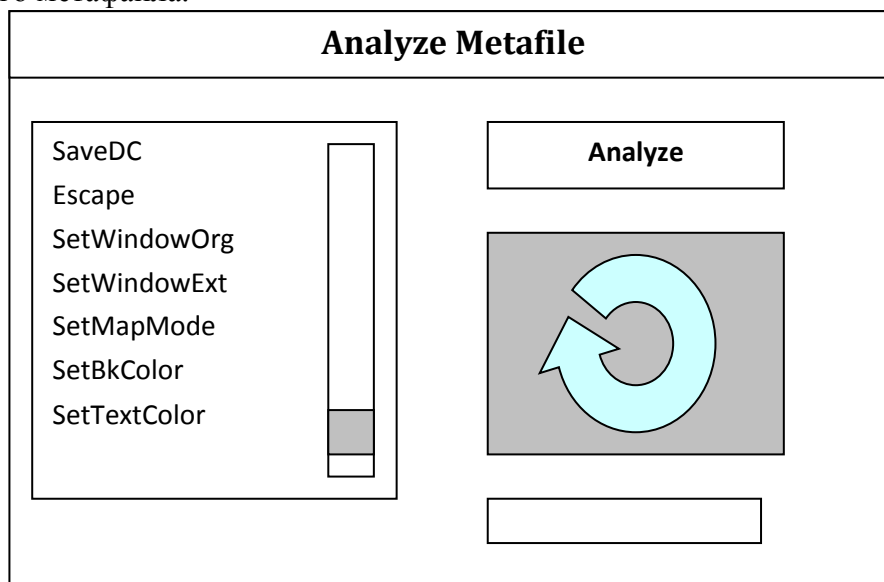 Analyze Metafile
SaveDC
Escape
SetWindowOrg
SetWindowExt
SetMapMode
SetBkColor
SetTextColor
Analyze